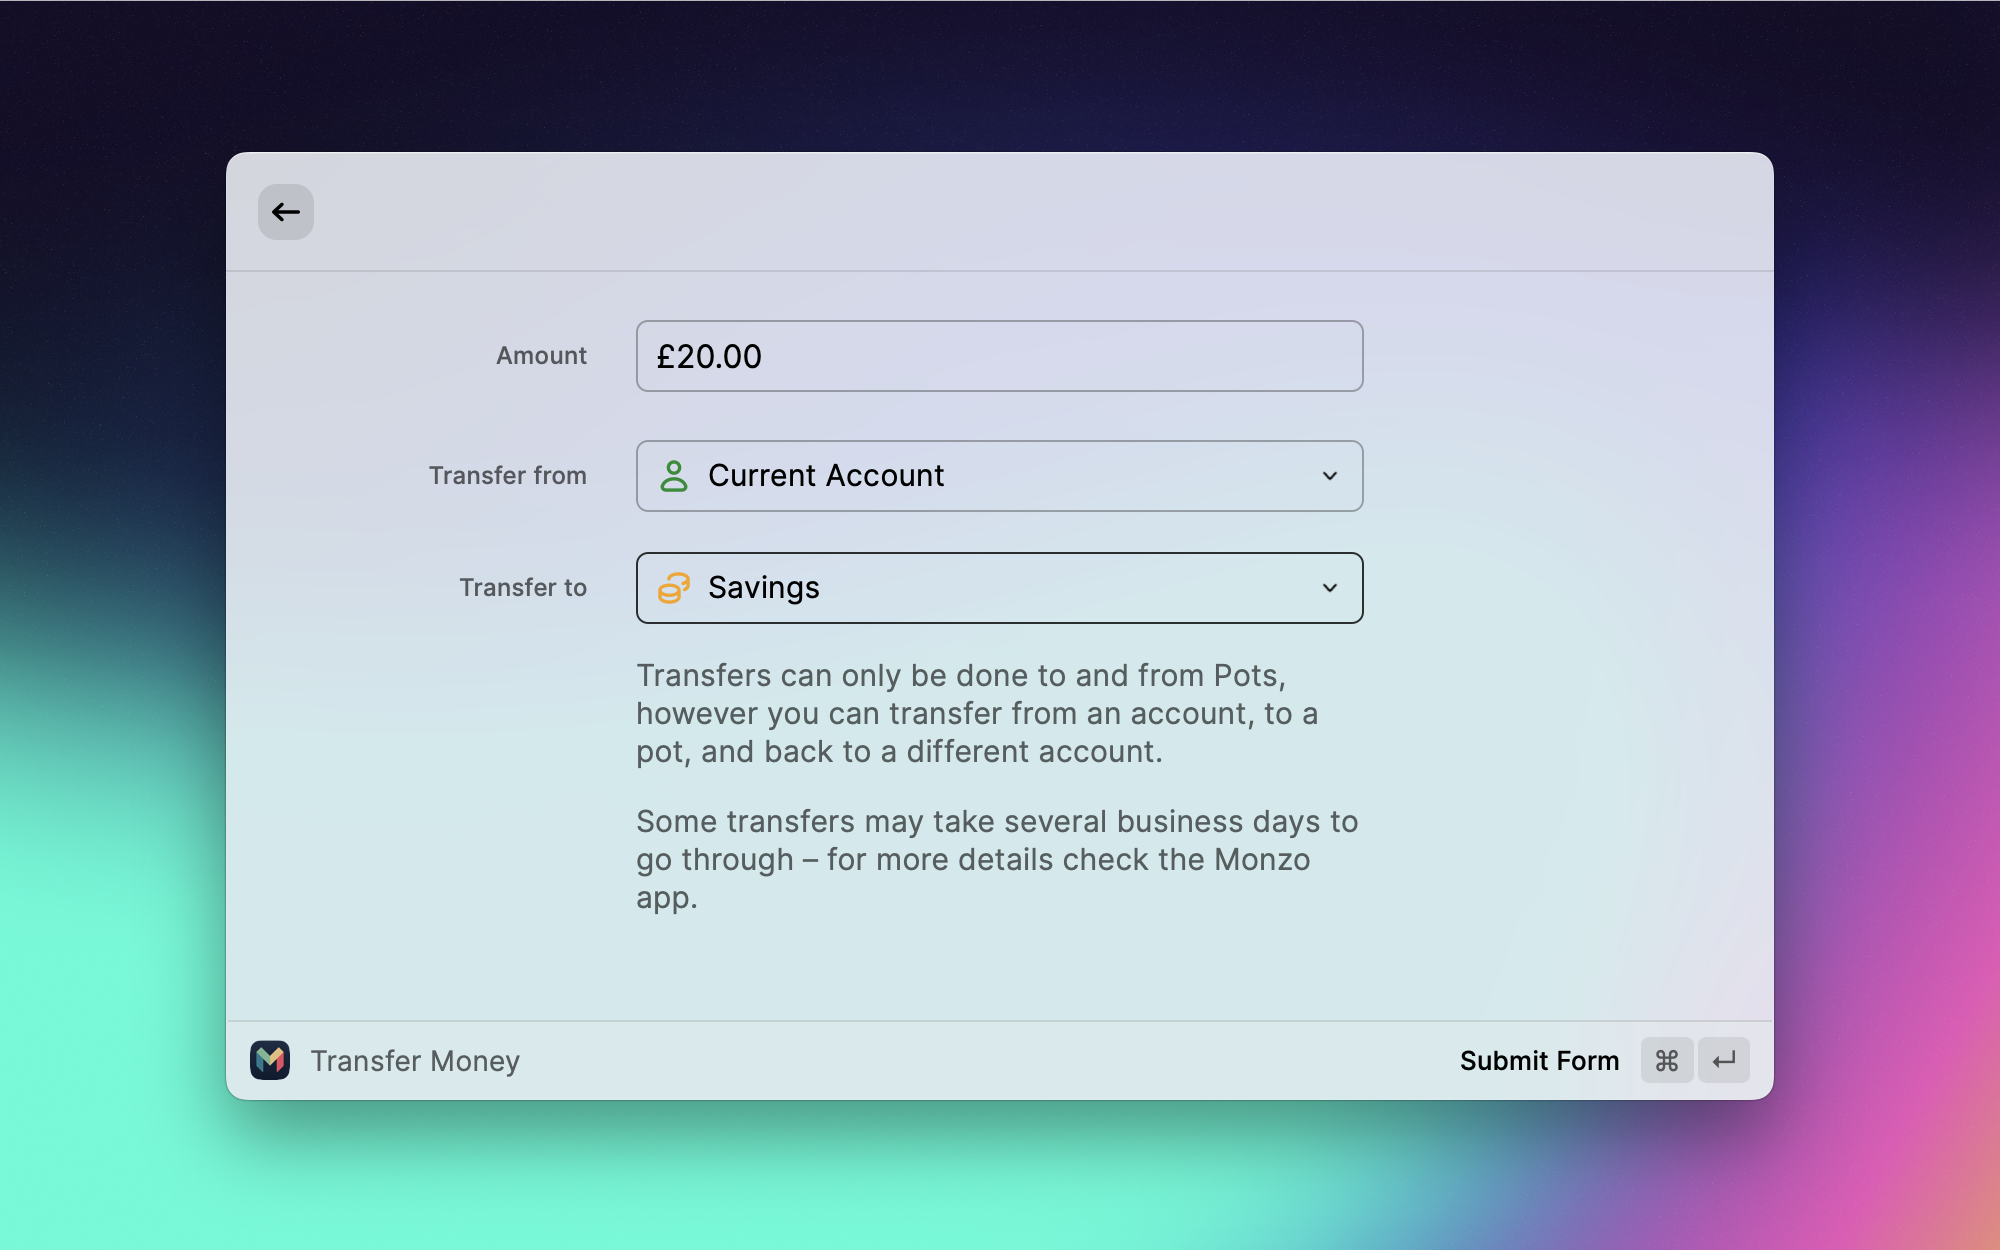 Amount
£20.00
Transfer from
Current Account
Transfer to
Savings
Transfers can only be done to and from Pots,
however you can transfer from an account, to a
pot, and back to a different account.
Some transfers may take several business days to
go through – for more details check the Monzo
app.
Transfer Money
Submit Form ⌘ ↵